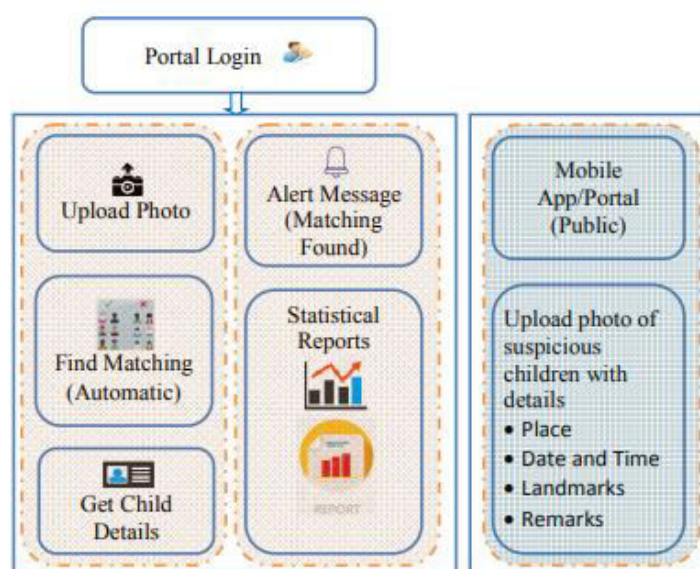 Portal Login
Upload Photo
Find Matching
(Automatic)
Get Child
Details
Alert Message
(Matching
Found)
Statistical
Reports
REPORT
Mobile
App/Portal
(Public)
Upload photo of
suspicious
children with
details
• Place
• Date and Time
• Landmarks
• Remarks